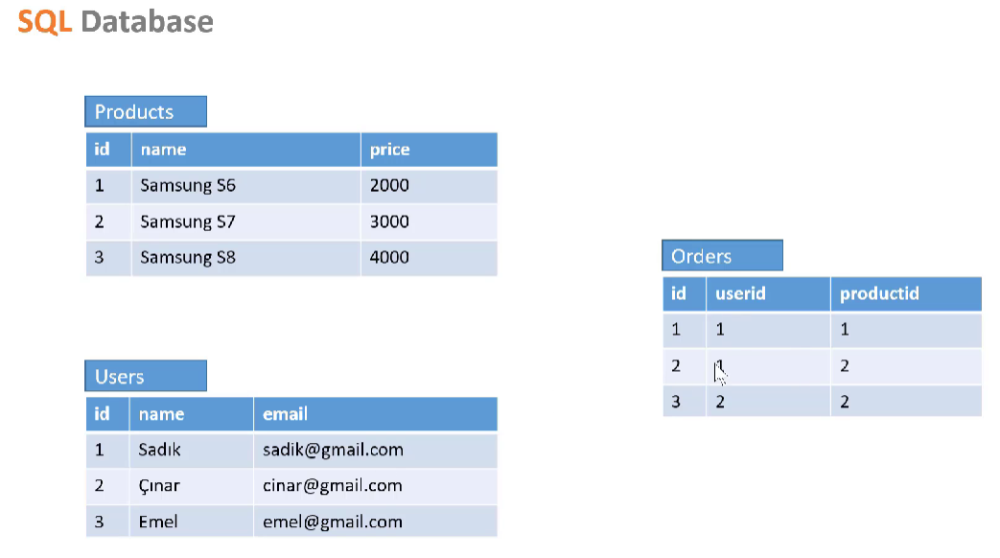 SQL Database
Products
id name price
1 Samsung S6 2000
2 Samsung S7 3000
3 Samsung S8 4000
Users
id name email
1 Sadık sadik@gmail.com
2 Çınar cinar@gmail.com
3 Emel emel@gmail.com
Orders
id userid productid
1 1 1
2 1 2
3 2 2